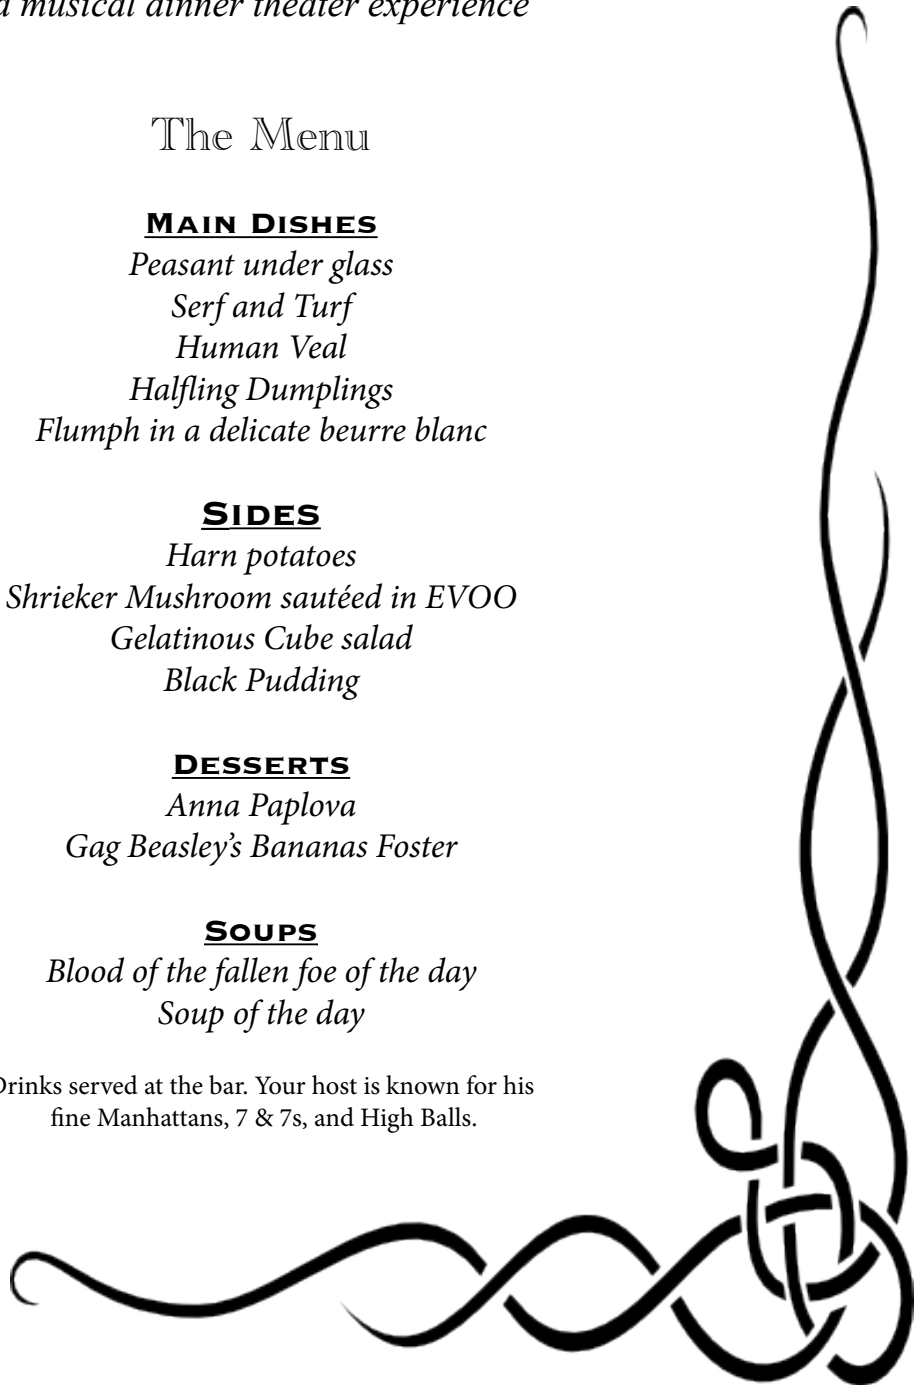 a musical dinner theater experience
The Menu
Main Dishes
Peasant under glass
Serf and Turf
Human Veal
Halfling Dumplings
Flumph in a delicate beurre blanc
Sides
Harn potatoes
Shrieker Mushroom sautéed in EVOO
Gelatinous Cube salad
Black Pudding
Desserts
Anna Paplova
Gag Beasley’s Bananas Foster
Soups
Blood of the fallen foe of the day
Soup of the day
Drinks served at the bar. Your host is known for his
fine Manhattans, 7 & 7s, and High Balls.